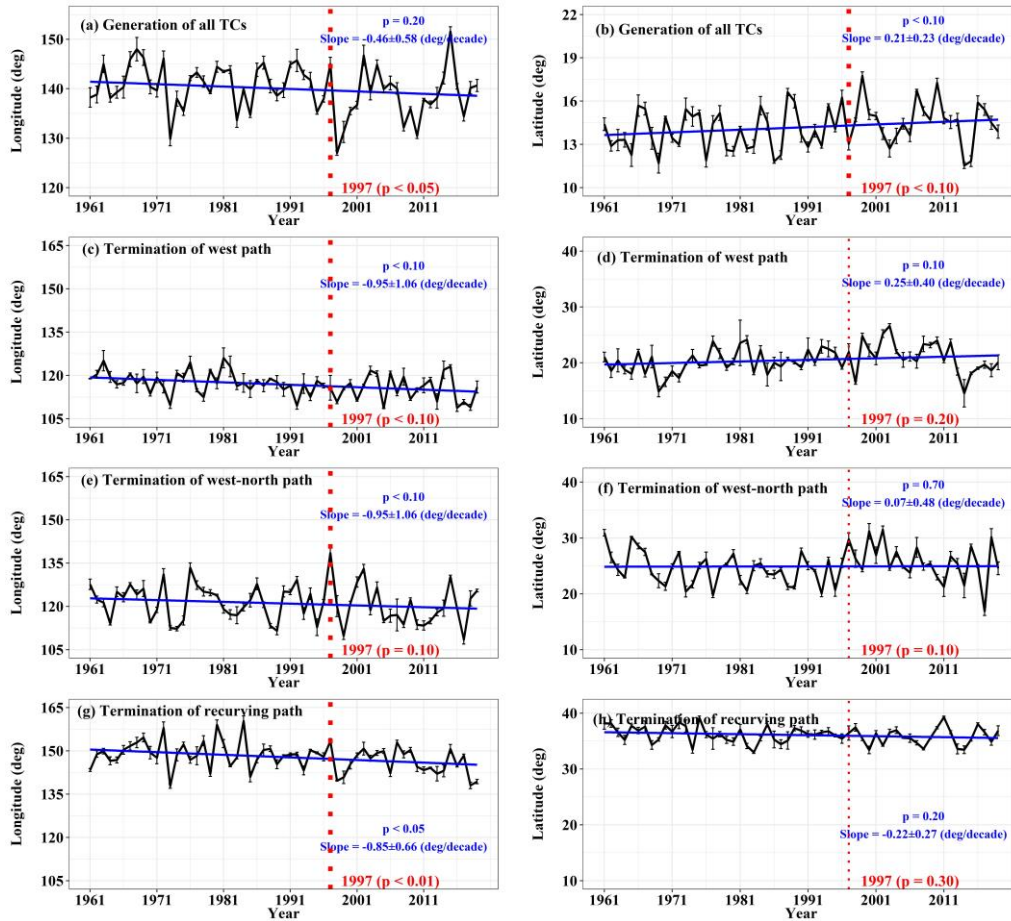 (a) Generation of all TCs
p = 0.20
Slope = -0.46±0.58 (deg/decade)
Longitude (deg)
150
140
130
120
1997 (p < 0.05)
1961 1971 1981 1991 2001 2011
Year
(b) Generation of all TCs
p < 0.10
Slope = 0.21±0.23 (deg/decade)
Latitude (deg)
22
19
16
13
10
1997 (p < 0.10)
1961 1971 1981 1991 2001 2011
Year
(c) Termination of west path
p < 0.10
Slope = -0.95±1.06 (deg/decade)
Longitude (deg)
165
150
135
120
105
1997 (p < 0.10)
1961 1971 1981 1991 2001 2011
Year
(d) Termination of west path
p = 0.10
Slope = 0.25±0.40 (deg/decade)
Latitude (deg)
40
30
20
10
1997 (p = 0.20)
1961 1971 1981 1991 2001 2011
Year
(e) Termination of west-north path
p < 0.10
Slope = -0.95±1.06 (deg/decade)
Longitude (deg)
165
150
135
120
105
1997 (p = 0.10)
1961 1971 1981 1991 2001 2011
Year
(f) Termination of west-north path
p = 0.70
Slope = 0.07±0.48 (deg/decade)
Latitude (deg)
40
30
20
10
1997 (p = 0.10)
1961 1971 1981 1991 2001 2011
Year
(g) Termination of recurving path
p < 0.05
Slope = -0.85±0.66 (deg/decade)
Longitude (deg)
165
150
135
120
105
1997 (p < 0.01)
1961 1971 1981 1991 2001 2011
Year
(h) Termination of recurving path
p = 0.20
Slope = -0.22±0.27 (deg/decade)
Latitude (deg)
40
30
20
10
1997 (p = 0.30)
1961 1971 1981 1991 2001 2011
Year